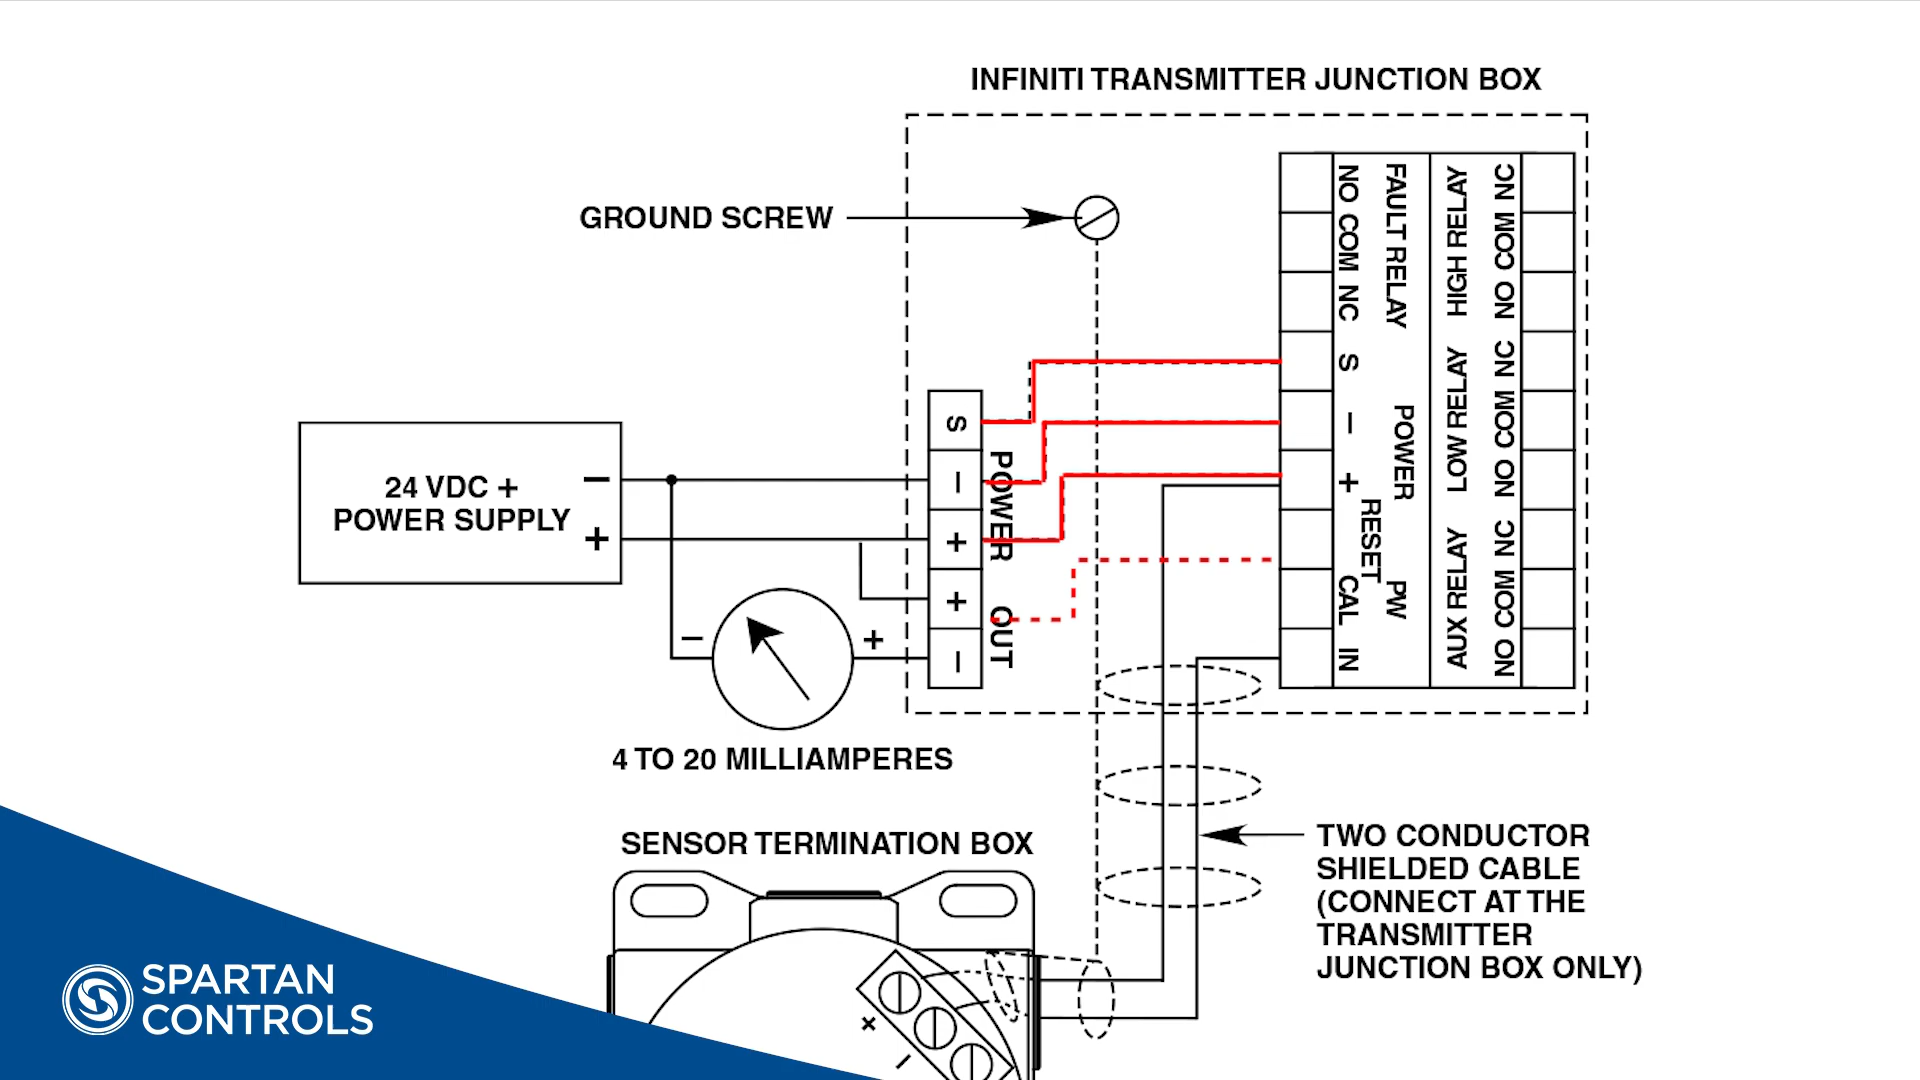 INFINITI TRANSMITTER JUNCTION BOX
GROUND SCREW
NO COM NC
FAULT RELAY
HIGH RELAY
NC COM NO
S
S
−
+
POWER
−
+
POWER
RESET
LOW RELAY
NC COM NO
24 VDC +
POWER SUPPLY
−
+
+
−
OUT
PW
CAL
IN
AUX RELAY
NC COM NO
−
+
4 TO 20 MILLIAMPERES
SENSOR TERMINATION BOX
TWO CONDUCTOR
SHIELDED CABLE
(CONNECT AT THE
TRANSMITTER
JUNCTION BOX ONLY)
+
−
SPARTAN
CONTROLS